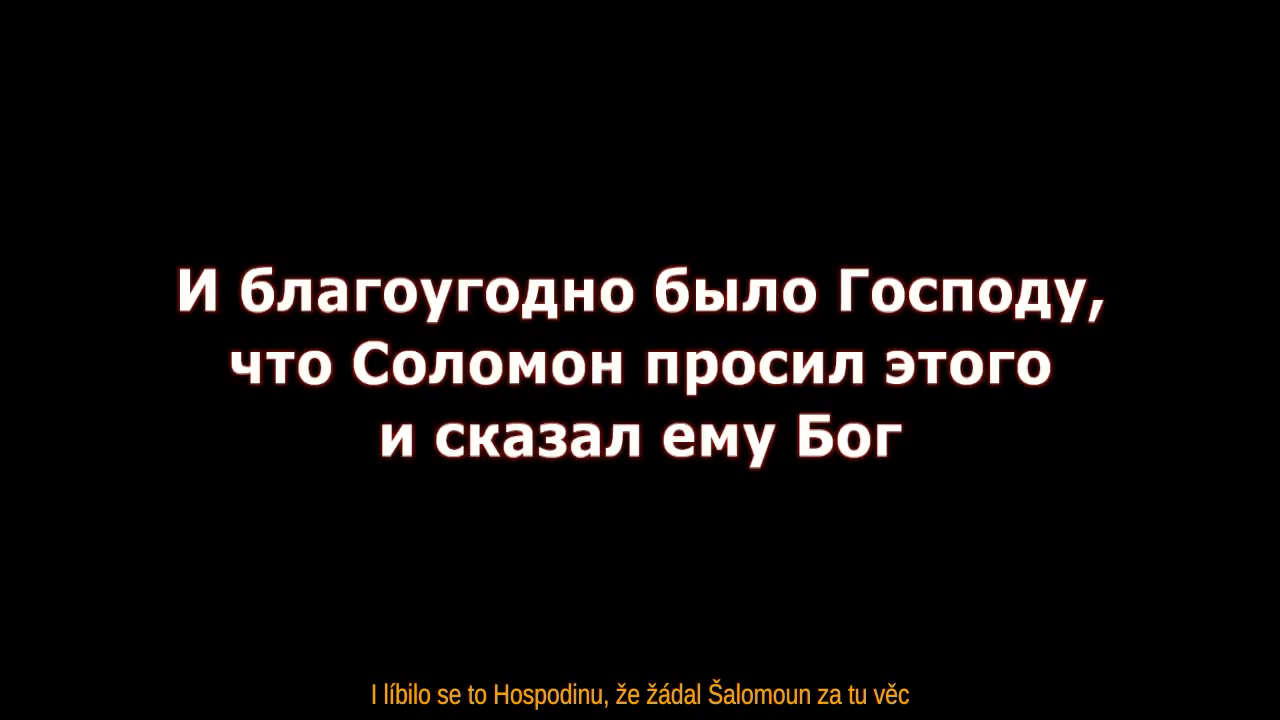 И благоугодно было Господу,
что Соломон просил этого
и сказал ему Бог
I líbilo se to Hospodinu, že žádal Šalomoun za tu věc